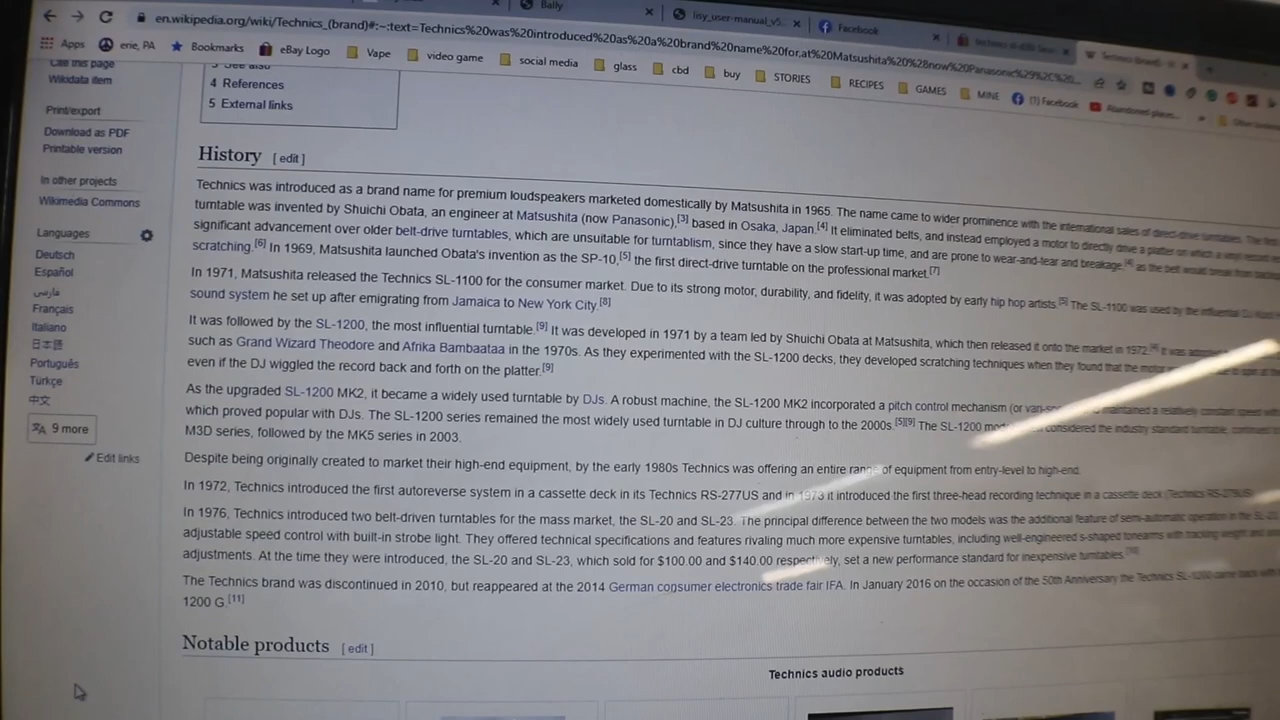 Bally
lisy_user-manual_v5
Facebook
en.wikipedia.org/wiki/Technics_(brand)#:~:text=Technics%20was%20introduced%20as%20a%20brand%20name%20for,at%20Matsushita%20%28now%20Panasonic%29%2C%20...
Apps
erie, PA
Bookmarks
eBay Logo
Vape
video game
social media
glass
cbd
buy
STORIES
RECIPES
GAMES
MINE
(1) Facebook
Abandoned places...
Cite this page
Wikidata item
Print/export
Download as PDF
Printable version
In other projects
Wikimedia Commons
Languages
Deutsch
Español
فارسی
Français
Italiano
日本語
Português
Türkçe
中文
9 more
Edit links
3 See also
4 References
5 External links
History [ edit ]
Technics was introduced as a brand name for premium loudspeakers marketed domestically by Matsushita in 1965. The name came to wider prominence with the international sales of direct-drive turntables. The first
turntable was invented by Shuichi Obata, an engineer at Matsushita (now Panasonic),[3] based in Osaka, Japan.[4] It eliminated belts, and instead employed a motor to directly drive a platter on which a vinyl record
significant advancement over older belt-drive turntables, which are unsuitable for turntablism, since they have a slow start-up time, and are prone to wear-and-tear and breakage,[4] as the belt would break from
scratching.[6] In 1969, Matsushita launched Obata's invention as the SP-10,[5] the first direct-drive turntable on the professional market.[7]
In 1971, Matsushita released the Technics SL-1100 for the consumer market. Due to its strong motor, durability, and fidelity, it was adopted by early hip hop artists.[5] The SL-1100 was used by the influential
sound system he set up after emigrating from Jamaica to New York City.[8]
It was followed by the SL-1200, the most influential turntable.[9] It was developed in 1971 by a team led by Shuichi Obata at Matsushita, which then released it onto the market in 1972.[4] It was
such as Grand Wizard Theodore and Afrika Bambaataa in the 1970s. As they experimented with the SL-1200 decks, they developed scratching techniques when they found that the motor
even if the DJ wiggled the record back and forth on the platter.[9]
As the upgraded SL-1200 MK2, it became a widely used turntable by DJs. A robust machine, the SL-1200 MK2 incorporated a pitch control mechanism (or maintained a relatively constant speed
which proved popular with DJs. The SL-1200 series remained the most widely used turntable in DJ culture through to the 2000s.[5][9] The SL-1200 considered the industry standard turntable,
M3D series, followed by the MK5 series in 2003.
Despite being originally created to market their high-end equipment, by the early 1980s Technics was offering an entire range of equipment from entry-level to high-end.
In 1972, Technics introduced the first autoreverse system in a cassette deck in its Technics RS-277US and in 1973 it introduced the first three-head recording technique in a cassette deck (Technics
In 1976, Technics introduced two belt-driven turntables for the mass market, the SL-20 and SL-23. The principal difference between the two models was the additional feature of semi-automatic operation in the
adjustable speed control with built-in strobe light. They offered technical specifications and features rivaling much more expensive turntables, including well-engineered s-shaped tonearms with tracking weight and
adjustments. At the time they were introduced, the SL-20 and SL-23, which sold for $100.00 and $140.00 respectively, set a new performance standard for inexpensive turntables.[10]
The Technics brand was discontinued in 2010, but reappeared at the 2014 German consumer electronics trade fair IFA. In January 2016 on the occasion of the 50th Anniversary the Technics
1200 G.[11]
Notable products [ edit ]
Technics audio products